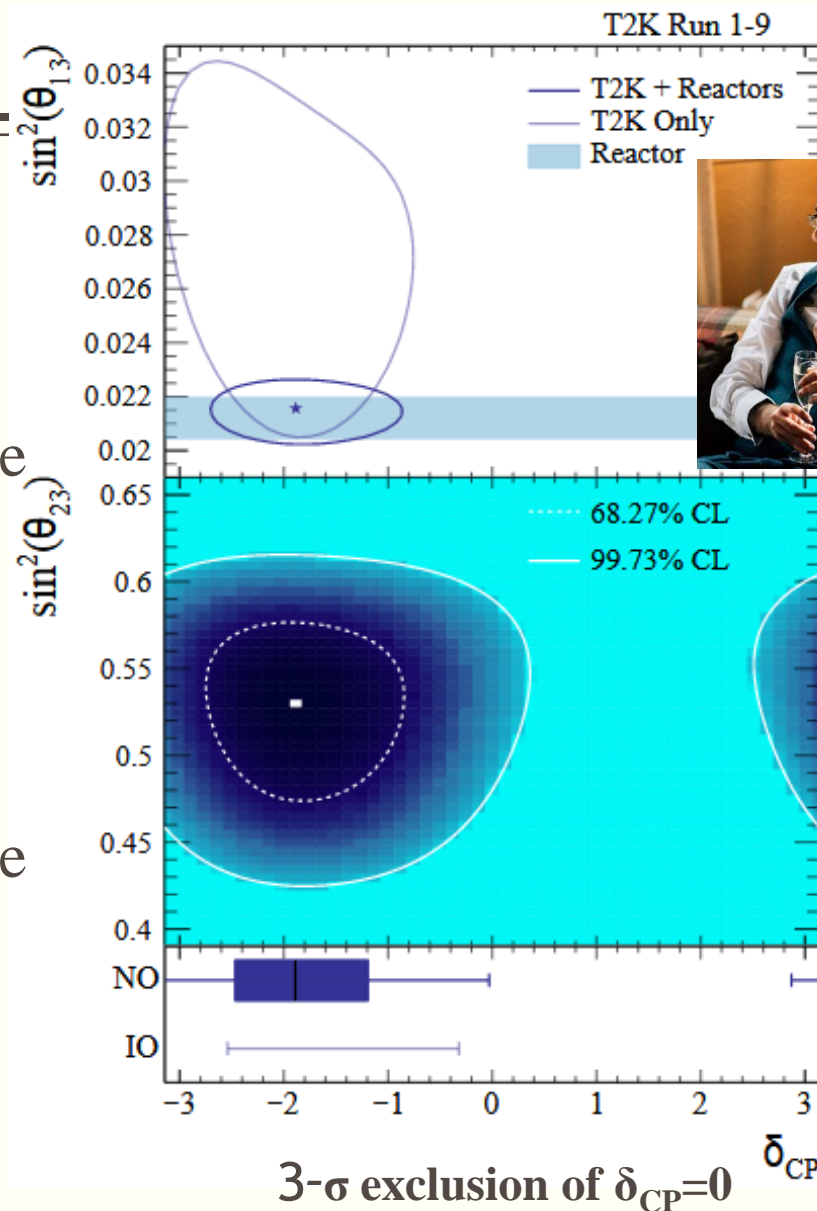 T2K Run 1-9
sin²(θ₁₃)
0.034
0.032
0.03
0.028
0.026
0.024
0.022
0.02
T2K + Reactors
T2K Only
Reactor
e
sin²(θ₂₃)
0.65
0.6
0.55
0.5
0.45
0.4
68.27% CL
99.73% CL
e
NO
IO
−3 −2 −1 0 1 2 3
δCP
3-σ exclusion of δCP=0